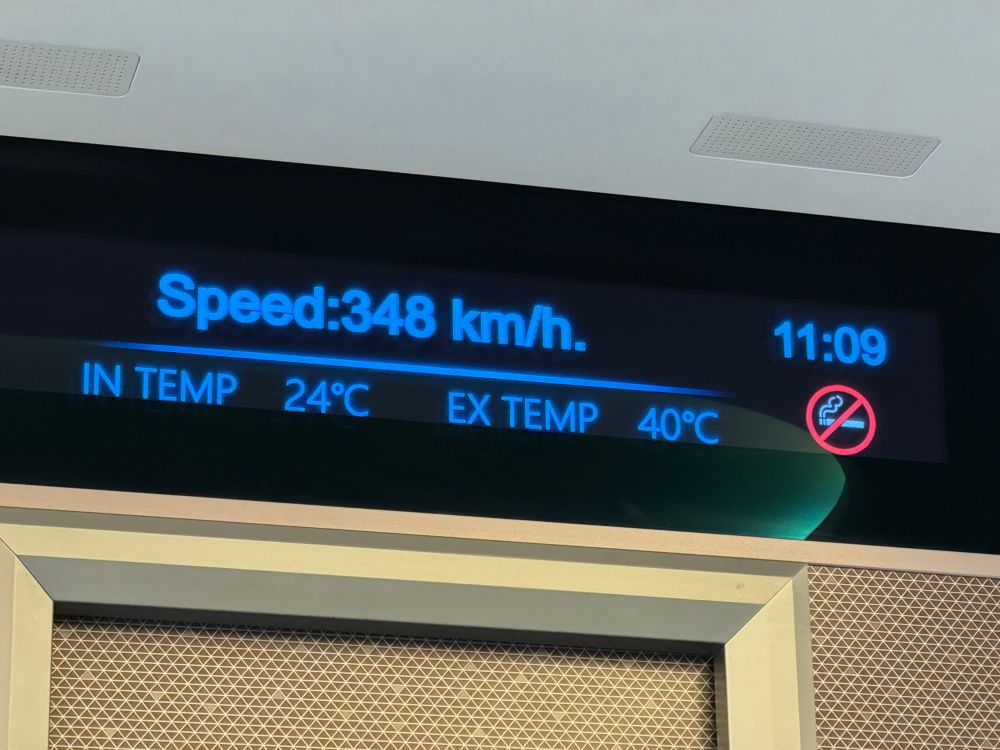 Speed:348 km/h.
11:09
IN TEMP 24℃ EX TEMP 40℃